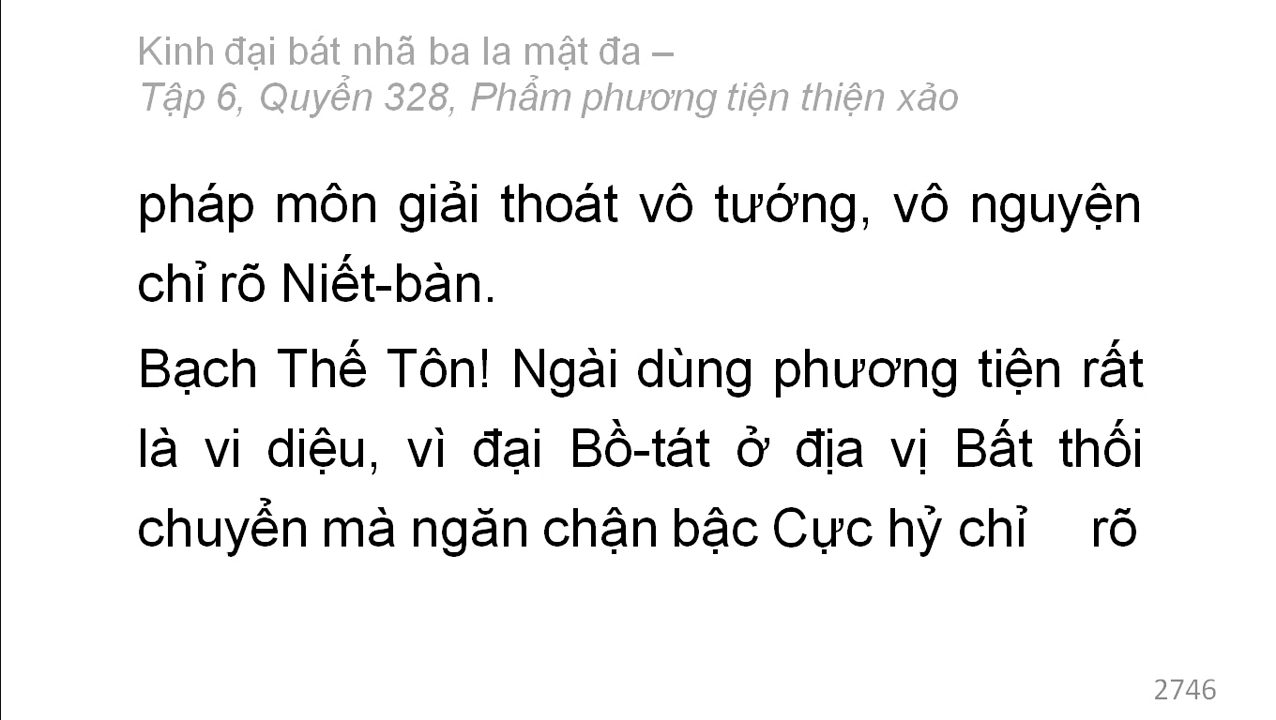 Kinh đại bát nhã ba la mật đa –
Tập 6, Quyển 328, Phẩm phương tiện thiện xảo
pháp môn giải thoát vô tướng, vô nguyện
chỉ rõ Niết-bàn.
Bạch Thế Tôn! Ngài dùng phương tiện rất
là vi diệu, vì đại Bồ-tát ở địa vị Bất thối
chuyển mà ngăn chận bậc Cực hỷ chỉ rõ
2746